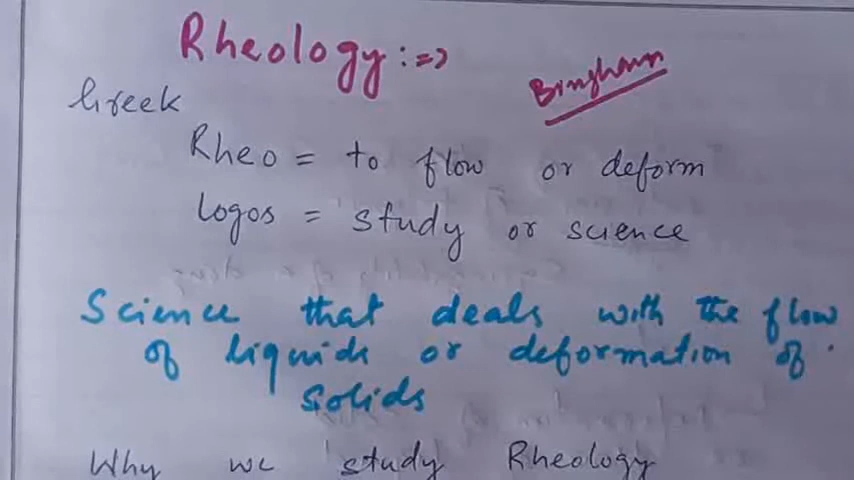 Rheology :=>
Bingham
Greek
Rheo = to flow or deform
logos = study or science
Science that deals with the flow
of liquids or deformation of
solids
Why we study Rheology